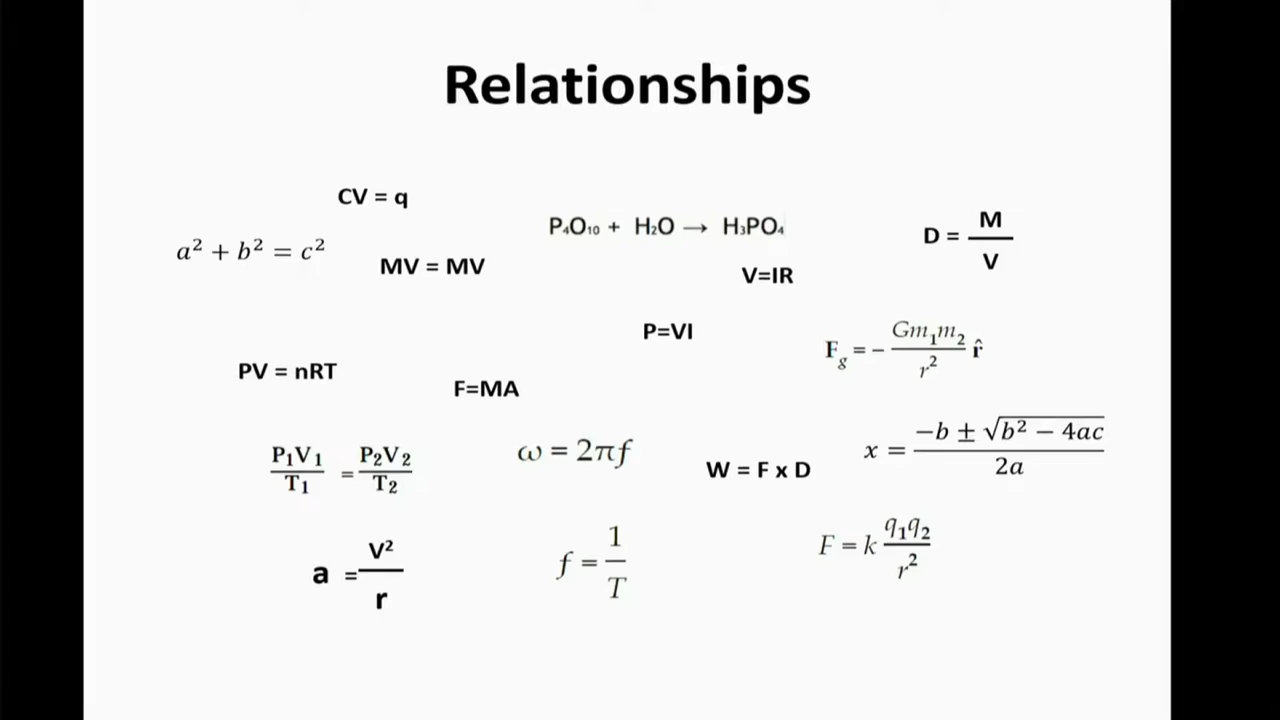 Relationships
CV = q
P₄O₁₀ + H₂O → H₃PO₄
D = M/V
a² + b² = c²
MV = MV
V=IR
P=VI
F_g = − Gm₁m₂/r² r̂
PV = nRT
F=MA
x = (−b ± √(b² − 4ac))/2a
P₁V₁/T₁ = P₂V₂/T₂
ω = 2πf
W = F x D
a = V²/r
f = 1/T
F = k q₁q₂/r²